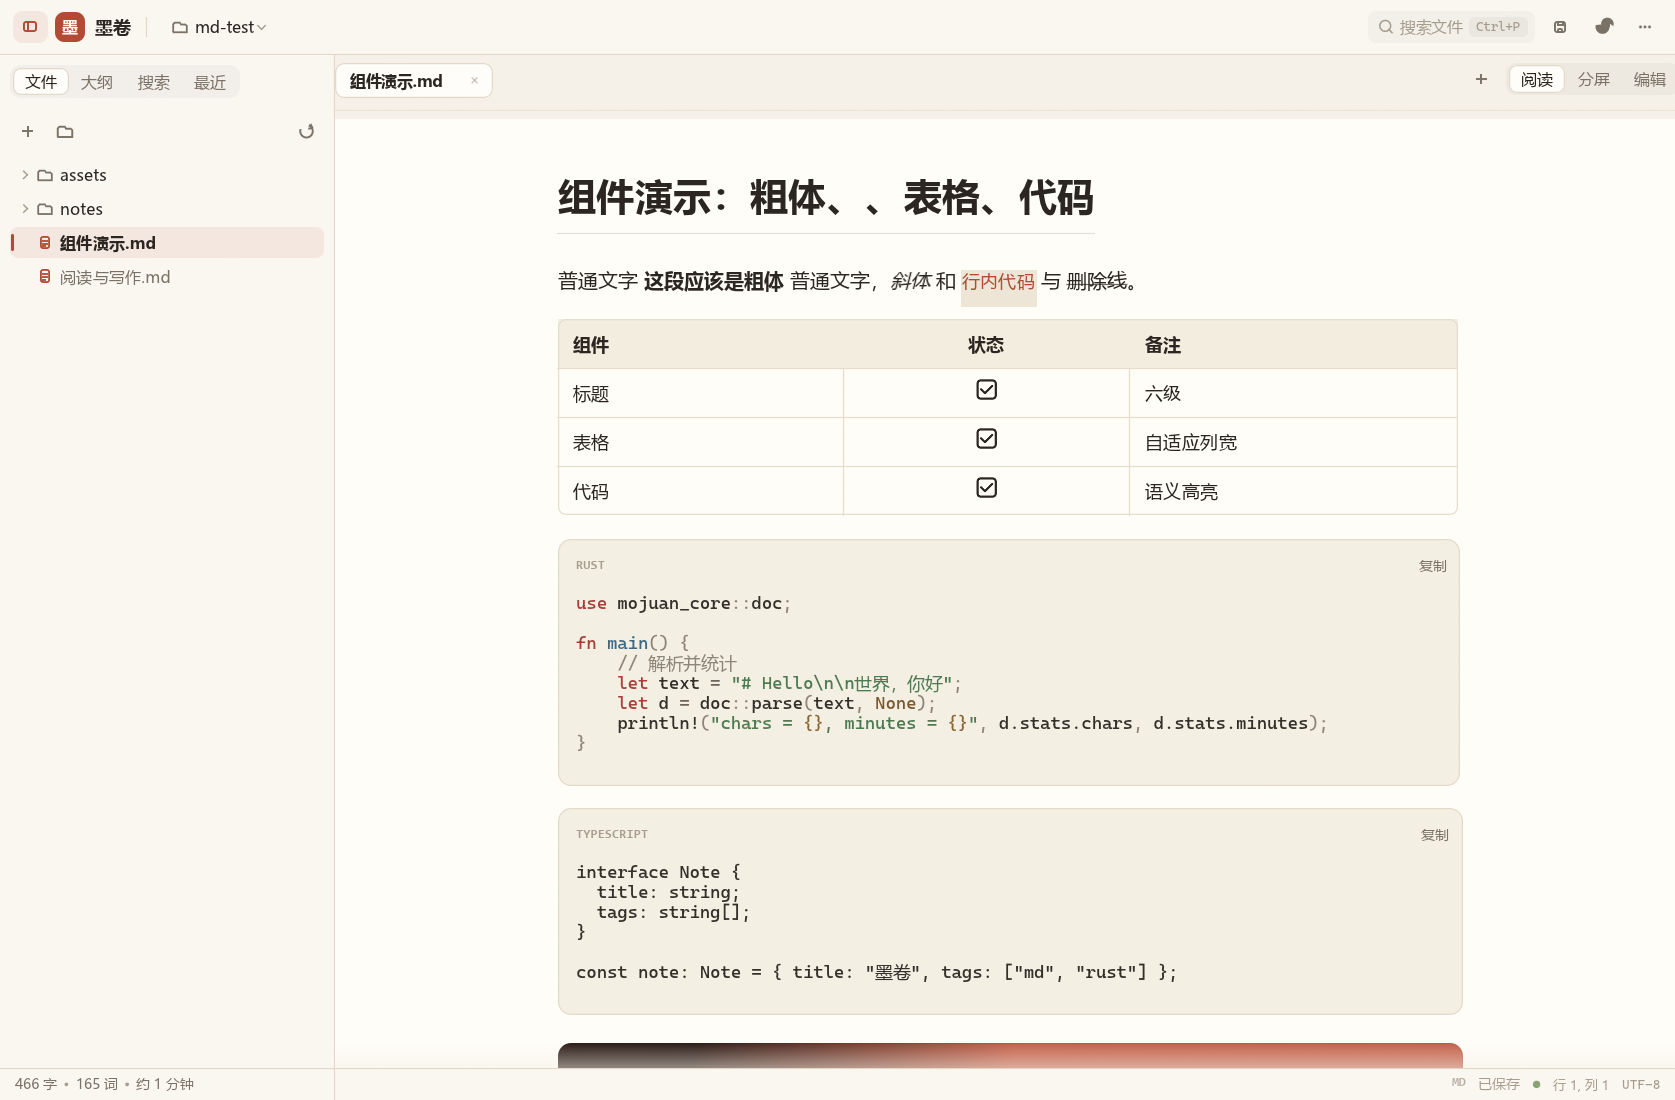 墨 墨卷 md-test 搜索文件 Ctrl+P
文件 大纲 搜索 最近
组件演示.md ×
+ 阅读 分屏 编辑
assets
notes
组件演示.md
阅读与写作.md
组件演示：粗体、、表格、代码
普通文字 这段应该是粗体 普通文字，斜体 和 行内代码 与 删除线。
组件 状态 备注
标题 六级
表格 自适应列宽
代码 语义高亮
RUST 复制
use mojuan_core::doc;
fn main() {
    // 解析并统计
    let text = "# Hello\n\n世界，你好";
    let d = doc::parse(text, None);
    println!("chars = {}, minutes = {}", d.stats.chars, d.stats.minutes);
}
TYPESCRIPT 复制
interface Note {
  title: string;
  tags: string[];
}
const note: Note = { title: "墨卷", tags: ["md", "rust"] };
466 字 • 165 词 • 约 1 分钟
MD 已保存 ● 行 1, 列 1 UTF-8